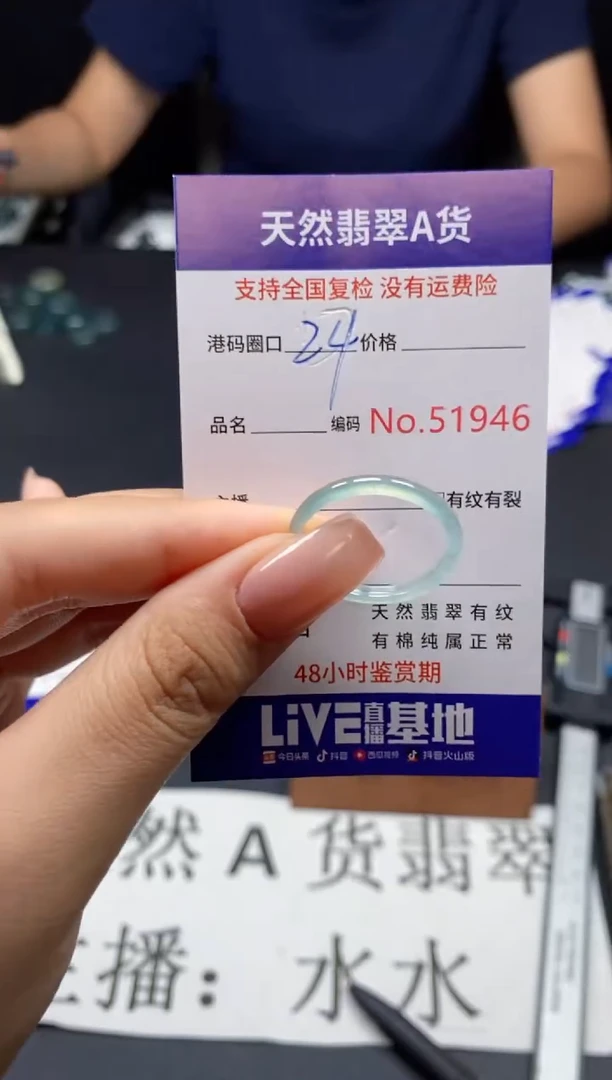 天然翡翠A货
支持全国复检 没有运费险
港码圈口 24 价格
品名 编码 No.51946
主播 有纹有裂
天然翡翠有纹
有棉纯属正常
48小时鉴赏期
LiVE直播基地
今日头条 抖音 西瓜视频 抖音火山版
然A货翡翠
主播：水水